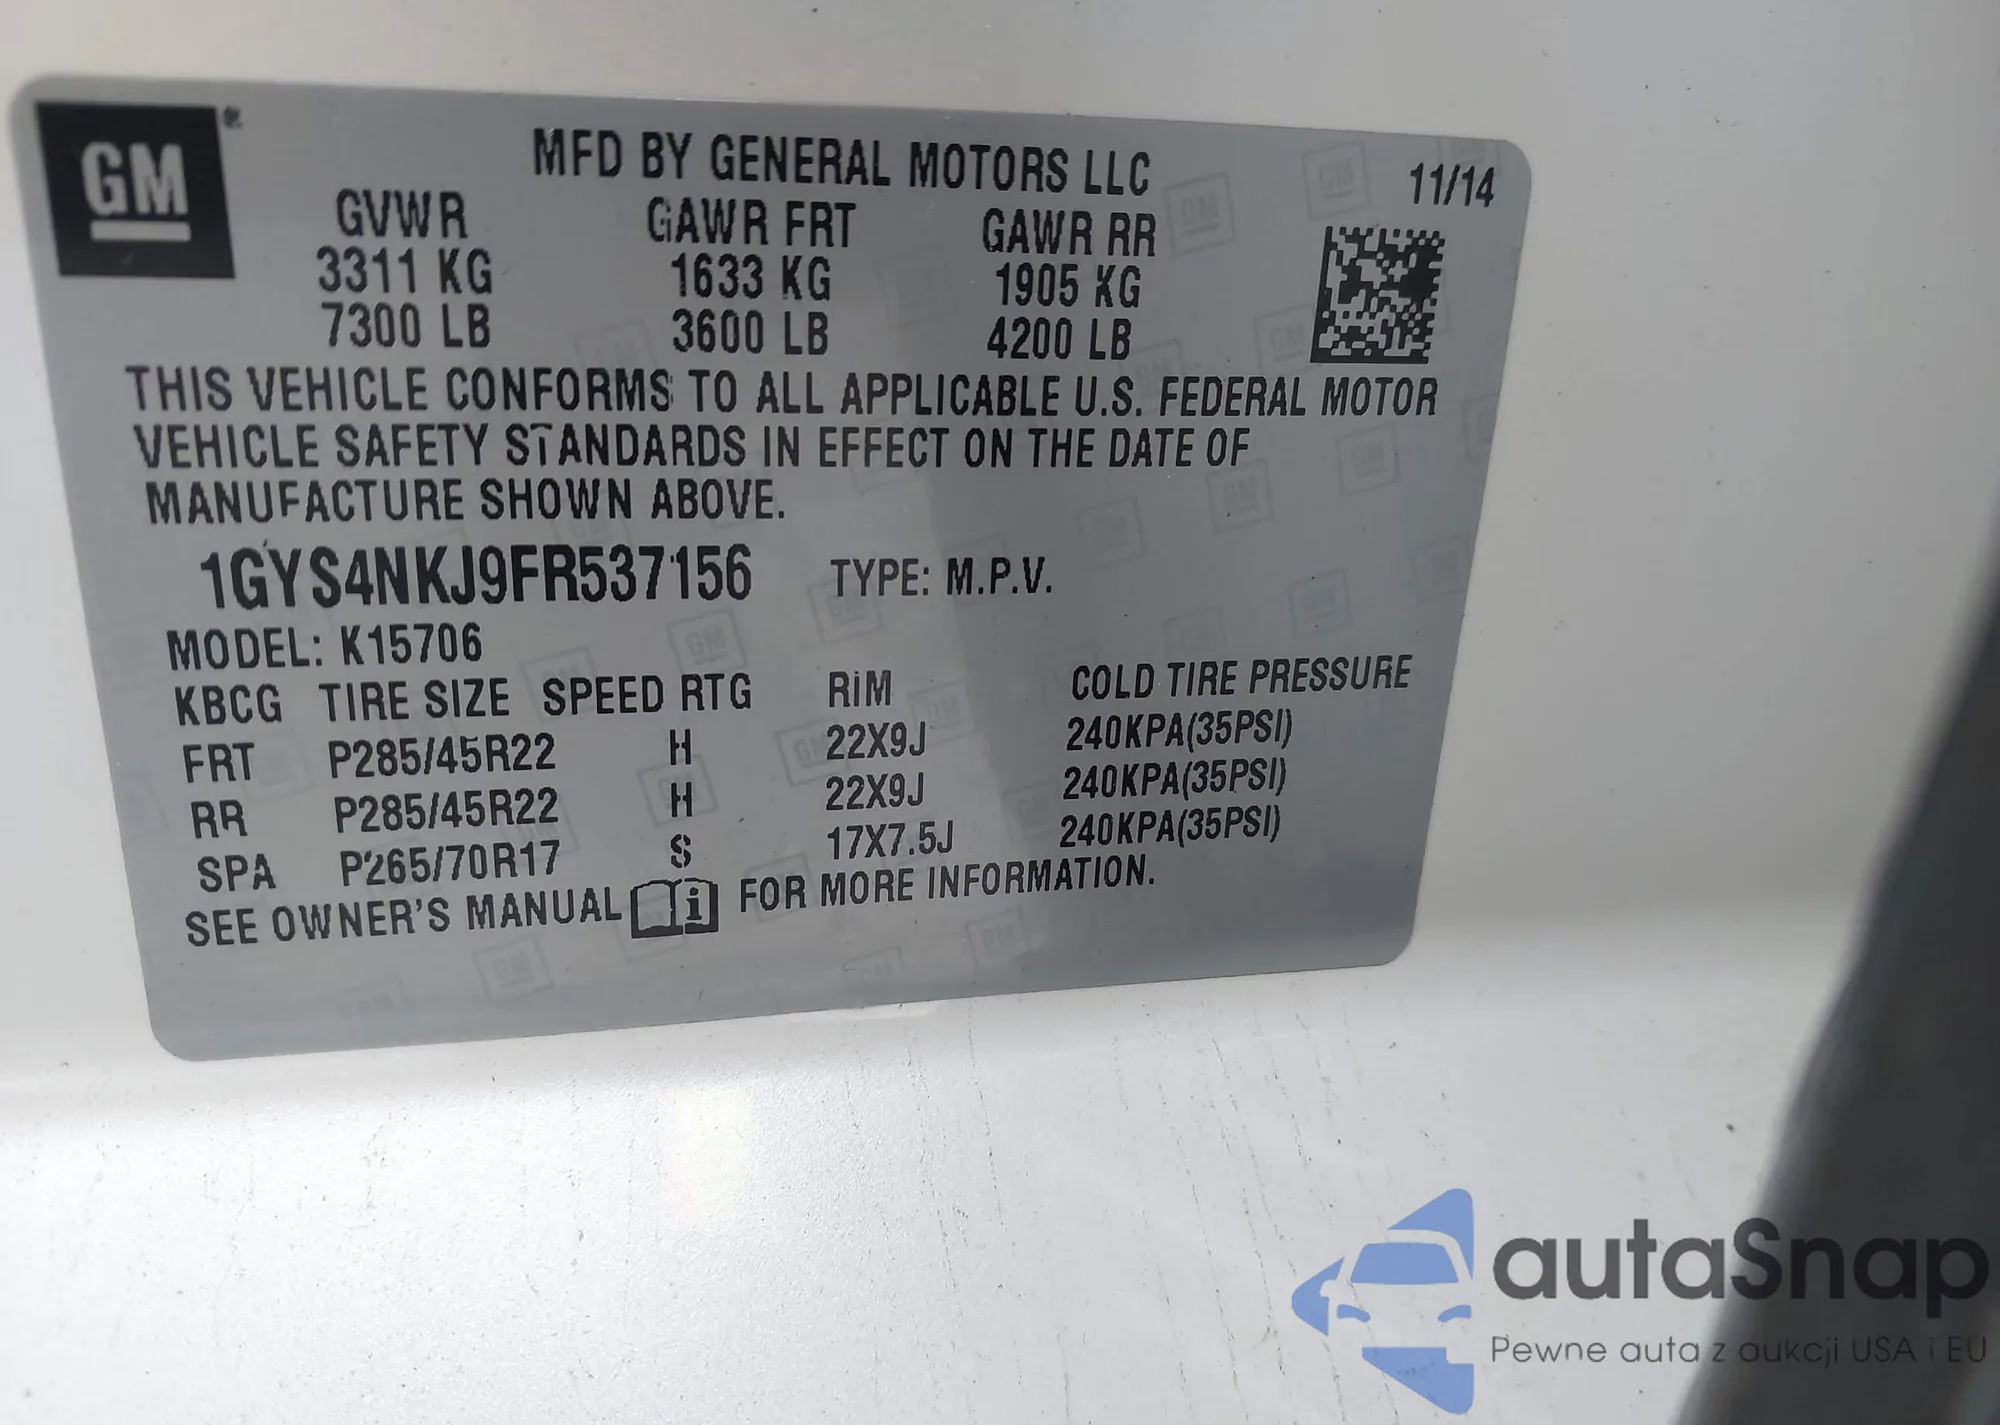 GM®
MFD BY GENERAL MOTORS LLC
11/14
GVWR GAWR FRT GAWR RR
3311 KG 1633 KG 1905 KG
7300 LB 3600 LB 4200 LB
THIS VEHICLE CONFORMS TO ALL APPLICABLE U.S. FEDERAL MOTOR
VEHICLE SAFETY STANDARDS IN EFFECT ON THE DATE OF
MANUFACTURE SHOWN ABOVE.
1GYS4NKJ9FR537156 TYPE: M.P.V.
MODEL: K15706
KBCG TIRE SIZE SPEED RTG RIM COLD TIRE PRESSURE
FRT P285/45R22 H 22X9J 240KPA(35PSI)
RR P285/45R22 H 22X9J 240KPA(35PSI)
SPA P265/70R17 S 17X7.5J 240KPA(35PSI)
SEE OWNER'S MANUAL i FOR MORE INFORMATION.
autaSnap
Pewne auta z aukcji USA i EU